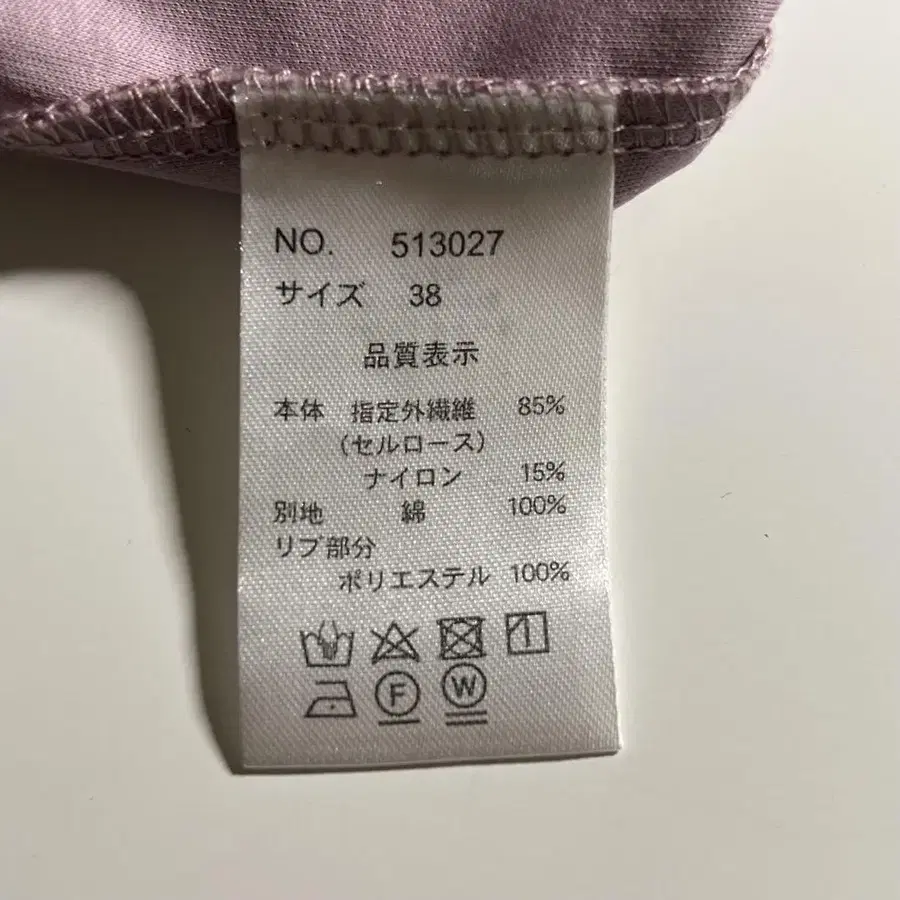 NO. 513027
サイズ 38
品質表示
本体 指定外繊維 85%
(セルロース)
ナイロン 15%
別地 綿 100%
リブ部分
ポリエステル 100%
F W